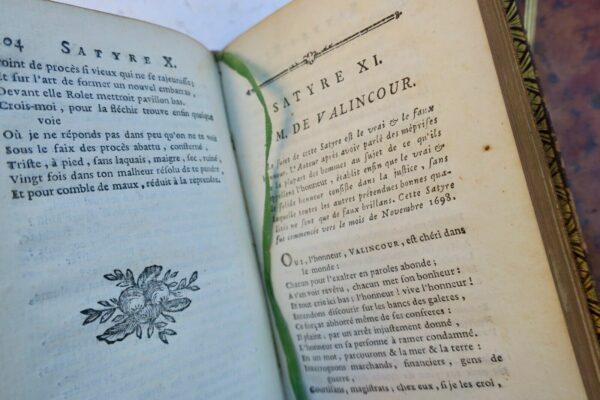 04 SATYRE X.
Point de procès si vieux qui ne se rajeunisse;
Et sur l'art de former un nouvel embarras,
Devant elle Rolet mettroit pavillon bas.
Crois-moi, pour la fléchir trouve enfin quelque
voie
Où je ne réponds pas dans peu qu'on ne te voie
Sous le faix des procès abattu, consterné,
Triste, à pied, sans laquais, maigre, sec, ruiné,
Vingt fois dans ton malheur résolu de te pendre,
Et pour comble de maux, réduit à la reprendre.
SATYRE XI.
M. DE VALINCOUR.
Le sujet de cette Satyre est le vrai & le faux
honneur. L'Auteur après avoir parlé des méprises
de la plupart des hommes au sujet de ce qu'ils
appellent l'honneur, établit enfin que le vrai &
le solide honneur consiste dans la justice, sans
laquelle toutes les autres prétendues bonnes qua-
lités ne sont que de faux brillans. Cette Satyre
fut commencée vers le mois de Novembre 1698.
OUI, l'honneur, VALINCOUR, est chéri dans
le monde:
Chacun pour l'exalter en paroles abonde;
A s'en voir revêtu, chacun met son bonheur:
Et tout crie ici bas: l'honneur! vive l'honneur!
Entendons discourir sur les bancs des galeres,
Ce forçat abhorré même de ses confreres;
Il plaint, par un arrêt injustement donné,
L'honneur en sa personne à ramer condamné.
En un mot, parcourons & la mer & la terre:
Interrogeons marchands, financiers, gens de
guerre,
Courtisans, magistrats; chez eux, si je les croi,